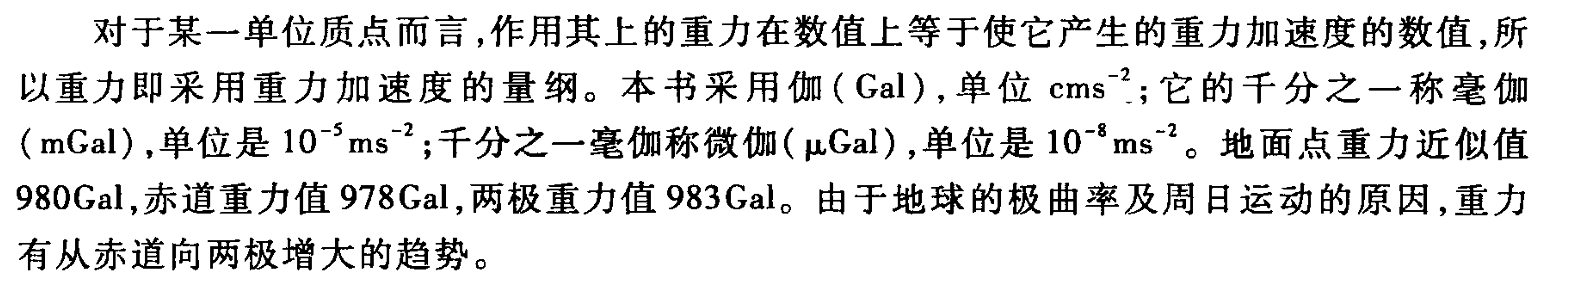 对于某一单位质点而言,作用其上的重力在数值上等于使它产生的重力加速度的数值,所
以重力即采用重力加速度的量纲。本书采用伽(Gal),单位 cms⁻²;它的千分之一称毫伽
(mGal),单位是 10⁻⁵ms⁻²;千分之一毫伽称微伽(μGal),单位是 10⁻⁸ms⁻²。地面点重力近似值
980Gal,赤道重力值 978Gal,两极重力值 983Gal。由于地球的极曲率及周日运动的原因,重力
有从赤道向两极增大的趋势。